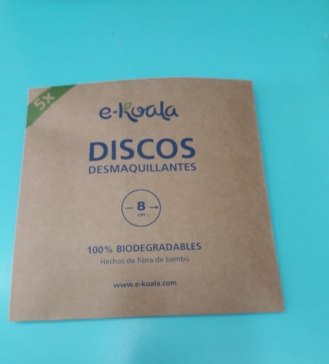 5x
e-koala
DISCOS
DESMAQUILLANTES
8
cm
100% BIODEGRADABLES
Hechos de fibra de bambú
www.e-koala.com